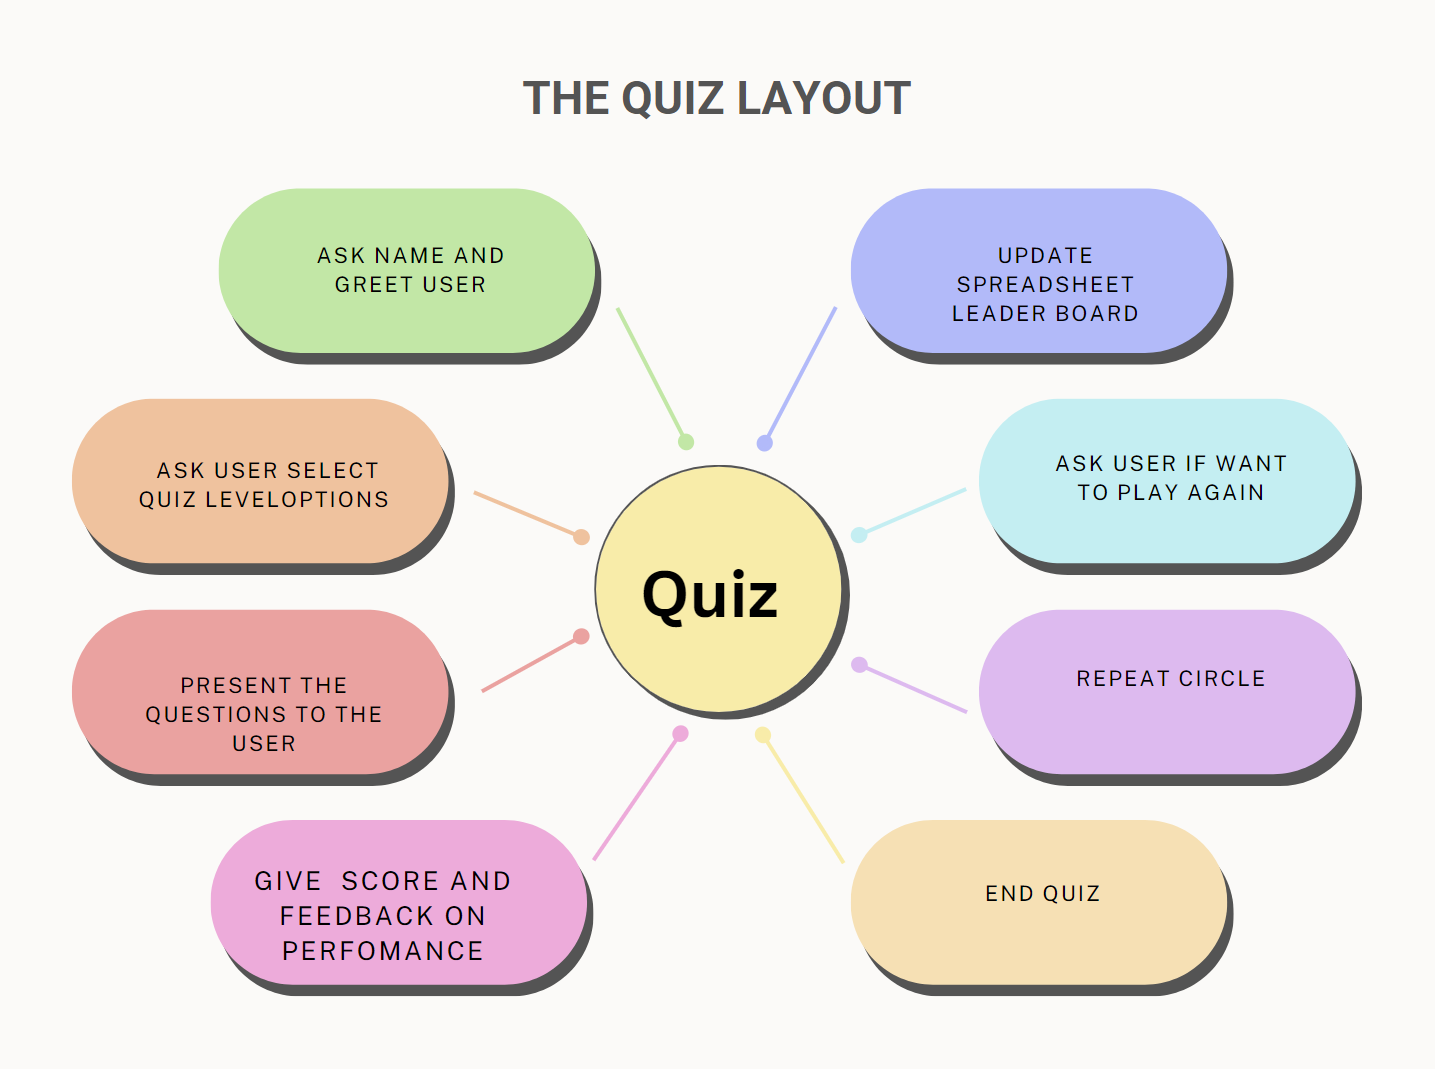 THE QUIZ LAYOUT
ASK NAME AND
GREET USER
UPDATE
SPREADSHEET
LEADER BOARD
ASK USER SELECT
QUIZ LEVELOPTIONS
ASK USER IF WANT
TO PLAY AGAIN
Quiz
PRESENT THE
QUESTIONS TO THE
USER
REPEAT CIRCLE
GIVE  SCORE AND
FEEDBACK ON
PERFOMANCE
END QUIZ